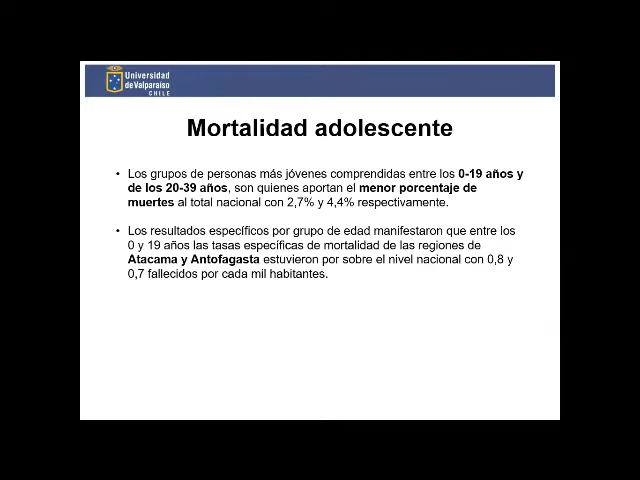 Universidad
de Valparaíso
CHILE
Mortalidad adolescente
• Los grupos de personas más jóvenes comprendidas entre los 0-19 años y
de los 20-39 años, son quienes aportan el menor porcentaje de
muertes al total nacional con 2,7% y 4,4% respectivamente.
• Los resultados específicos por grupo de edad manifestaron que entre los
0 y 19 años las tasas específicas de mortalidad de las regiones de
Atacama y Antofagasta estuvieron por sobre el nivel nacional con 0,8 y
0,7 fallecidos por cada mil habitantes.